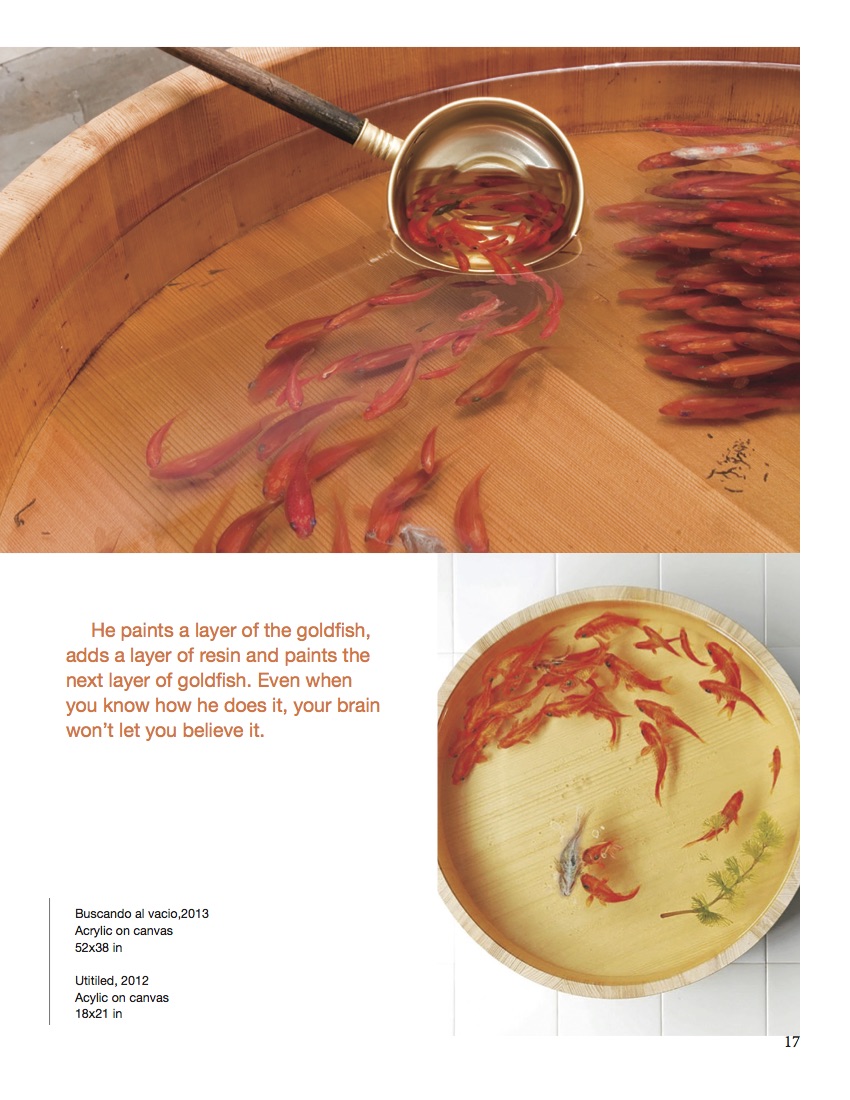 He paints a layer of the goldfish,
adds a layer of resin and paints the
next layer of goldfish. Even when
you know how he does it, your brain
won’t let you believe it.
Buscando al vacio,2013
Acrylic on canvas
52x38 in
Utitiled, 2012
Acylic on canvas
18x21 in
17